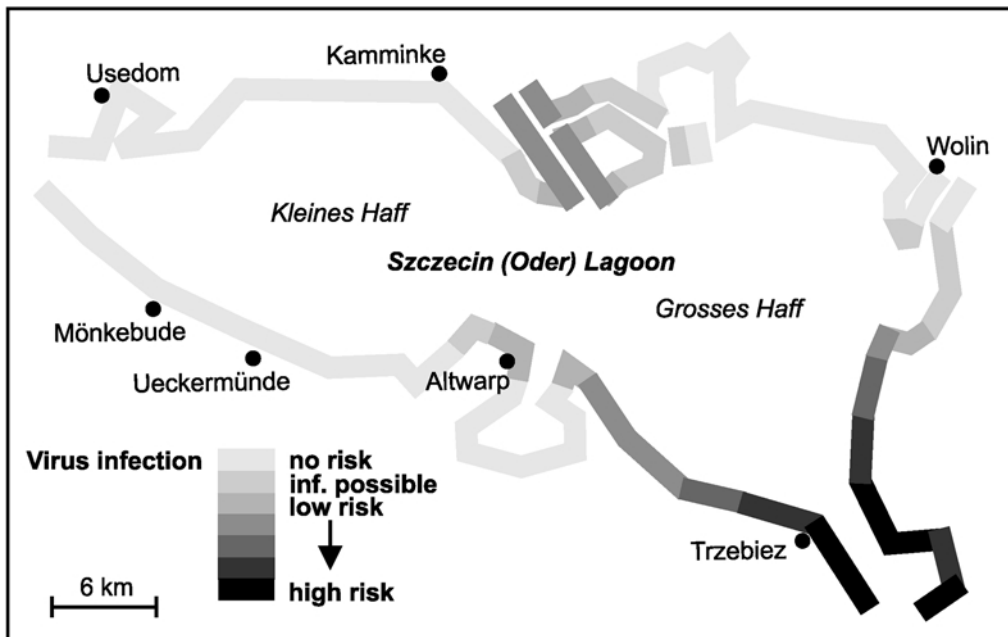 Kamminke
Usedom
Wolin
Kleines Haff
Szczecin (Oder) Lagoon
Grosses Haff
Mönkebude
Ueckermünde
Altwarp
Virus infection
no risk
inf. possible
low risk
high risk
Trzebiez
6 km